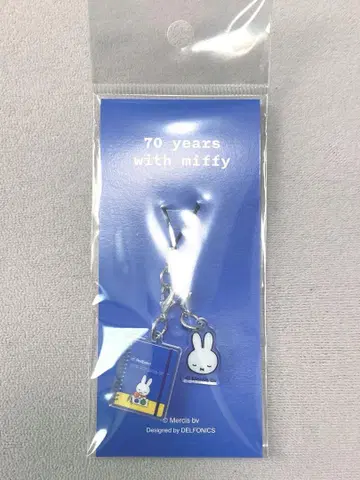 70 years
with miffy
© Mercis bv
Designed by DELFONICS